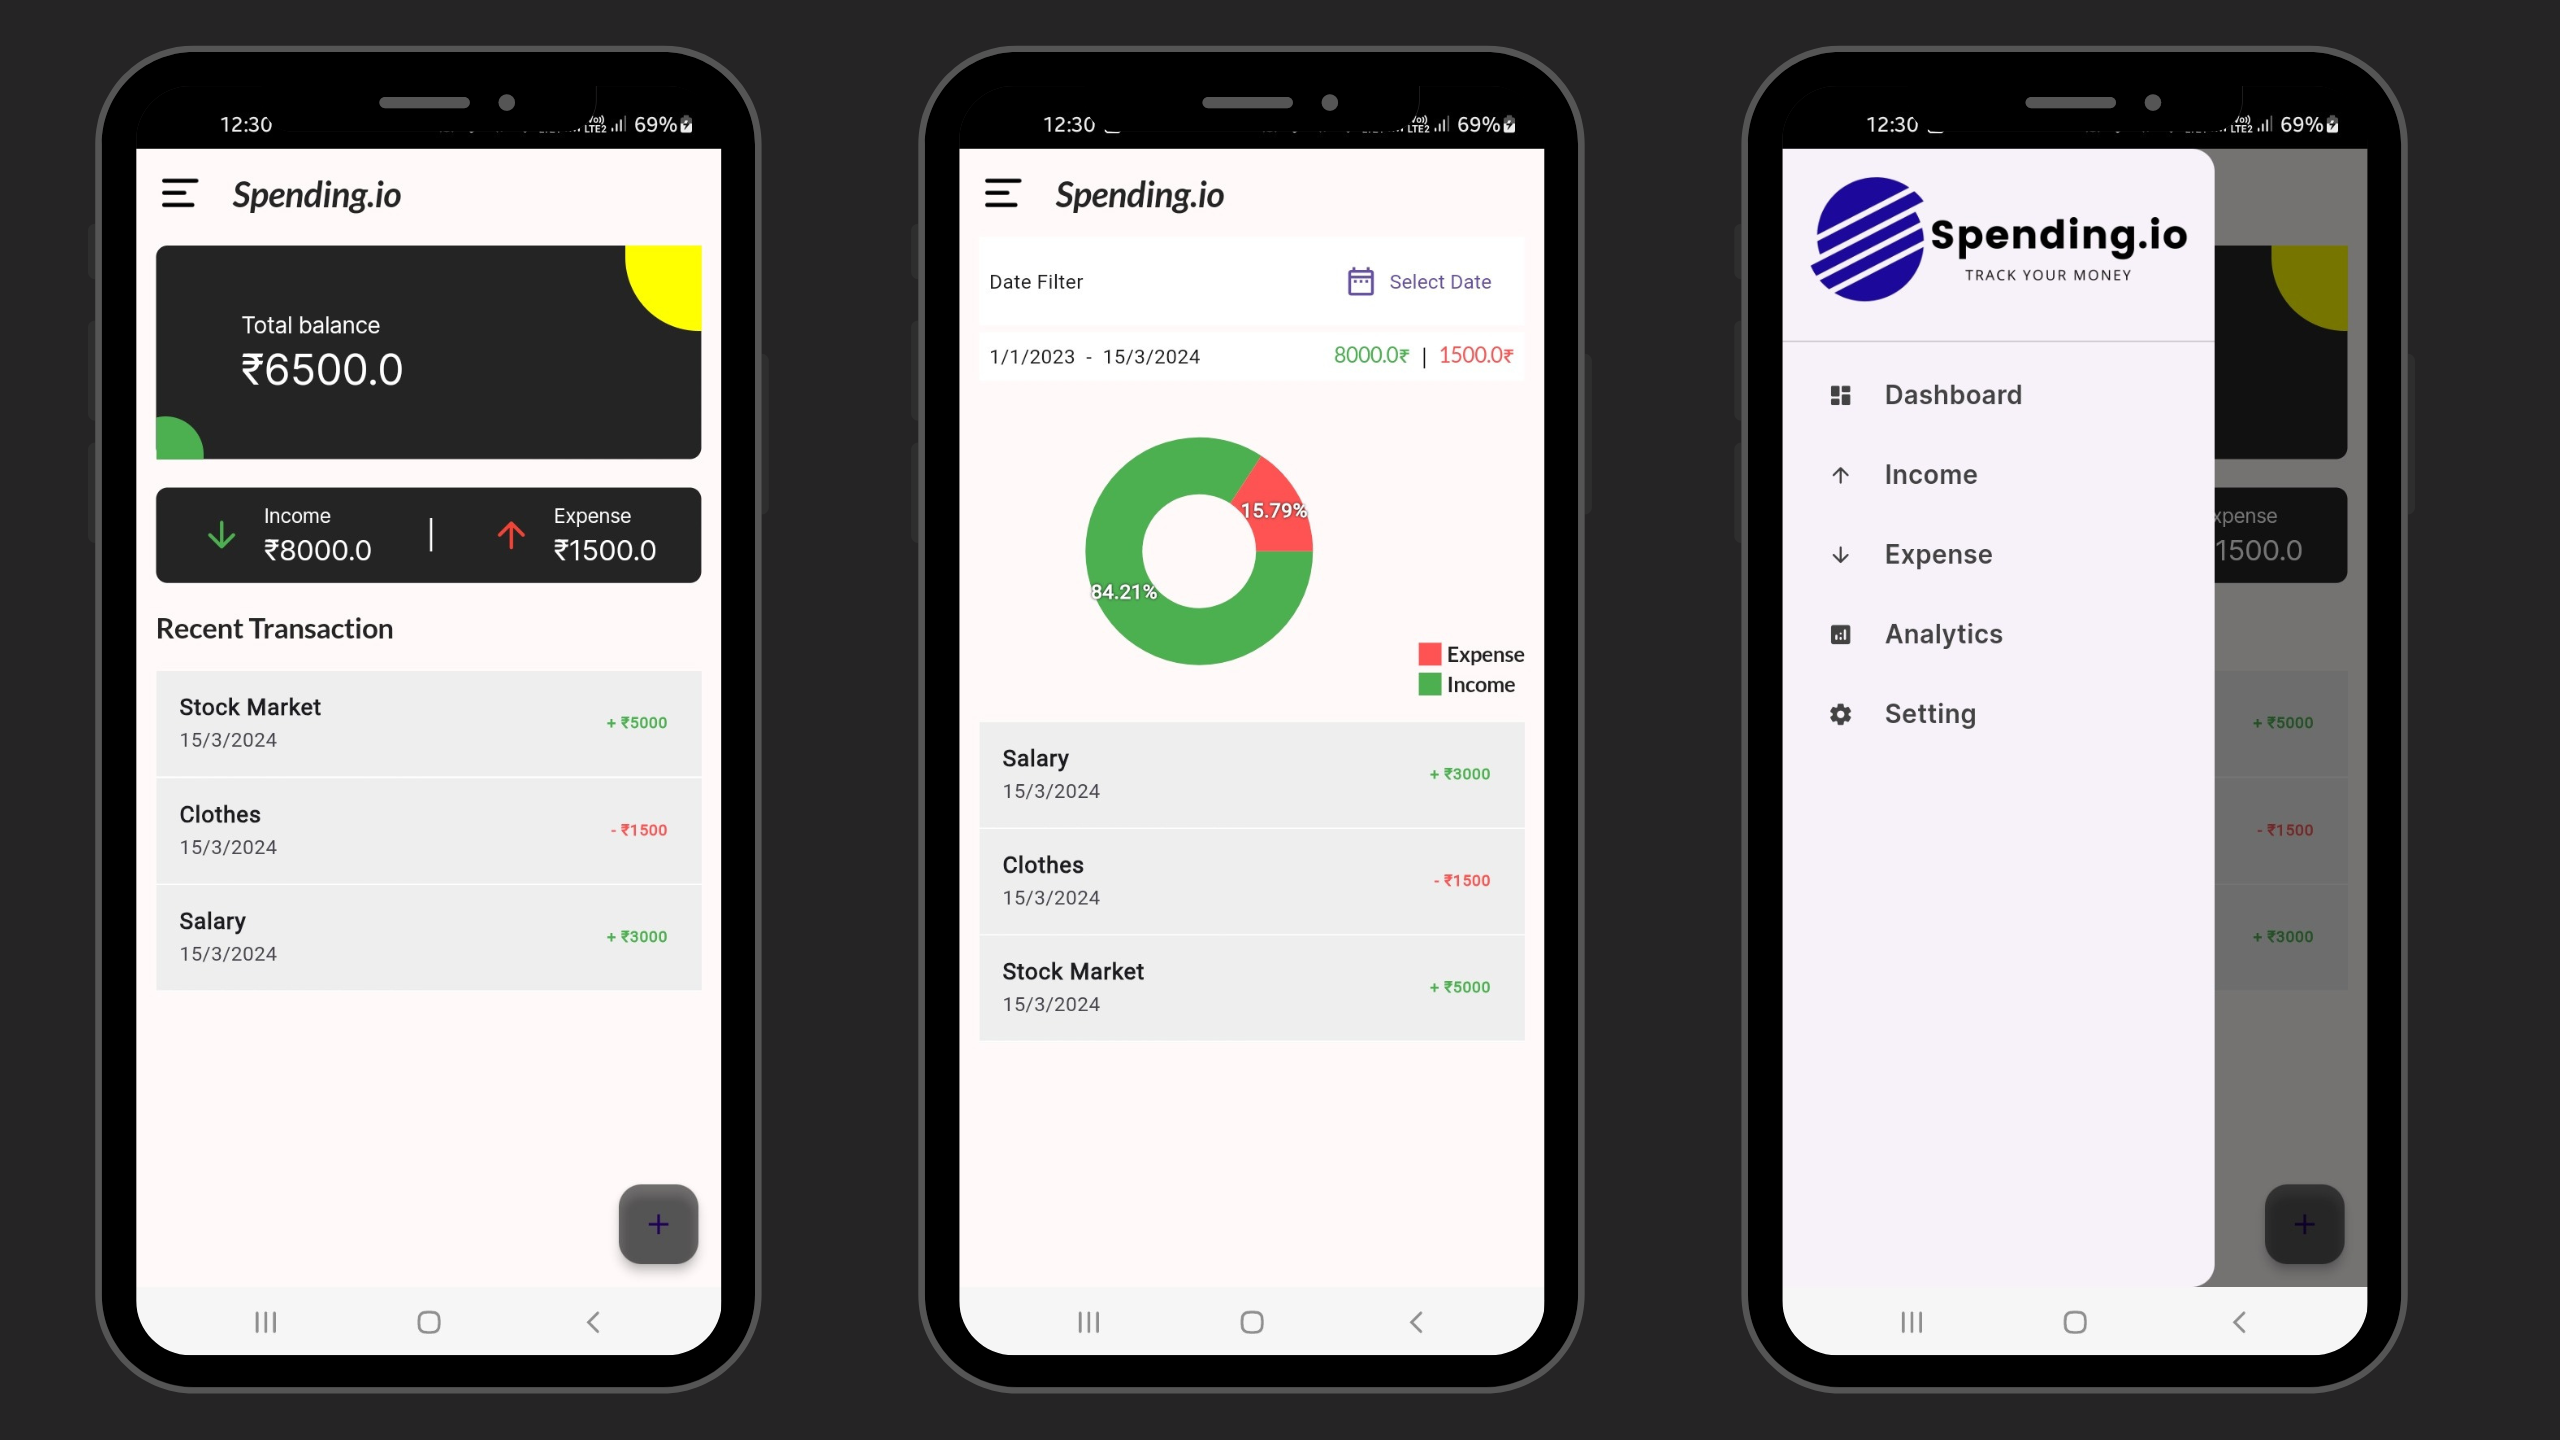 12:30
LTE2 69%
Spending.io
Total balance
₹6500.0
Income
₹8000.0
|
Expense
₹1500.0
Recent Transaction
Stock Market
15/3/2024
+ ₹5000
Clothes
15/3/2024
- ₹1500
Salary
15/3/2024
+ ₹3000
+
12:30
LTE2 69%
Spending.io
Date Filter
Select Date
1/1/2023 - 15/3/2024
8000.0₹ | 1500.0₹
15.79%
84.21%
Expense
Income
Salary
15/3/2024
+ ₹3000
Clothes
15/3/2024
- ₹1500
Stock Market
15/3/2024
+ ₹5000
12:30
LTE2 69%
Spending.io
TRACK YOUR MONEY
Dashboard
Income
Expense
Analytics
Setting
xpense
1500.0
+ ₹5000
- ₹1500
+ ₹3000
+